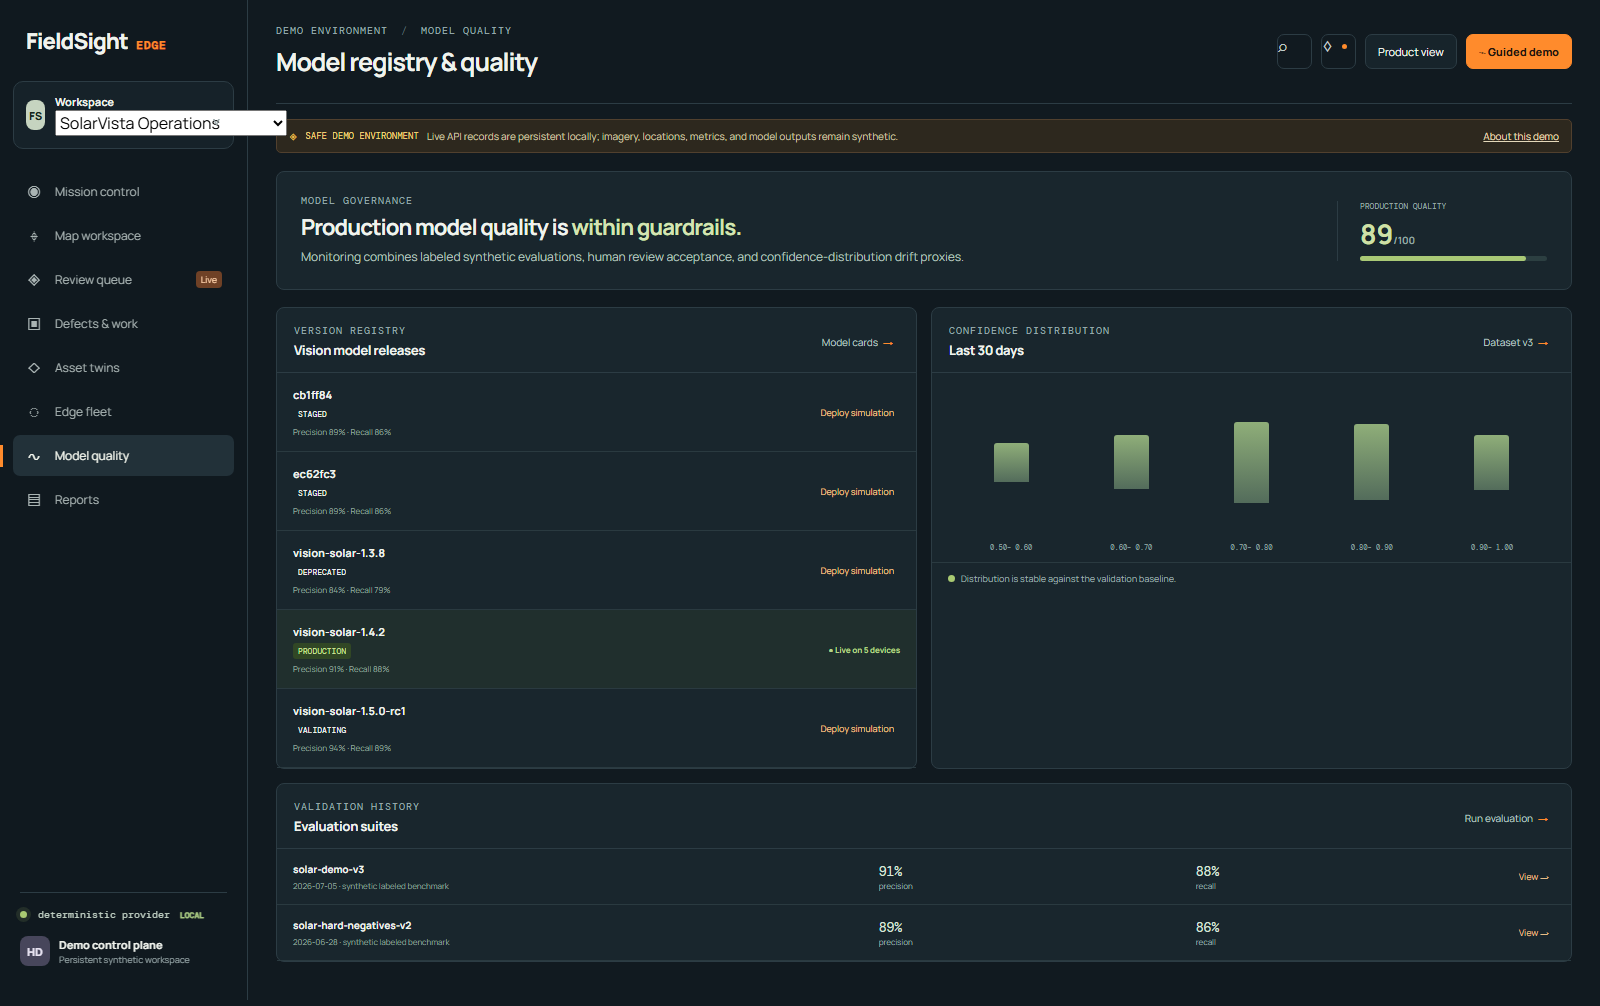 FieldSight EDGE
FS
Workspace
SolarVista Operations
Mission control
Map workspace
Review queue
Live
Defects & work
Asset twins
Edge fleet
Model quality
Reports
deterministic provider LOCAL
HD
Demo control plane
Persistent synthetic workspace
DEMO ENVIRONMENT / MODEL QUALITY
Model registry & quality
Product view
Guided demo
SAFE DEMO ENVIRONMENT Live API records are persistent locally; imagery, locations, metrics, and model outputs remain synthetic.
About this demo
MODEL GOVERNANCE
Production model quality is within guardrails.
Monitoring combines labeled synthetic evaluations, human review acceptance, and confidence-distribution drift proxies.
PRODUCTION QUALITY
89/100
VERSION REGISTRY
Vision model releases
Model cards →
cb1ff84
STAGED
Precision 89% · Recall 86%
Deploy simulation
ec62fc3
STAGED
Precision 89% · Recall 86%
Deploy simulation
vision-solar-1.3.8
DEPRECATED
Precision 84% · Recall 79%
Deploy simulation
vision-solar-1.4.2
PRODUCTION
Precision 91% · Recall 88%
● Live on 5 devices
vision-solar-1.5.0-rc1
VALIDATING
Precision 94% · Recall 89%
Deploy simulation
CONFIDENCE DISTRIBUTION
Last 30 days
Dataset v3 →
0.50– 0.60
0.60– 0.70
0.70– 0.80
0.80– 0.90
0.90– 1.00
Distribution is stable against the validation baseline.
VALIDATION HISTORY
Evaluation suites
Run evaluation →
solar-demo-v3
2026-07-05 · synthetic labeled benchmark
91%
precision
88%
recall
View →
solar-hard-negatives-v2
2026-06-28 · synthetic labeled benchmark
89%
precision
86%
recall
View →